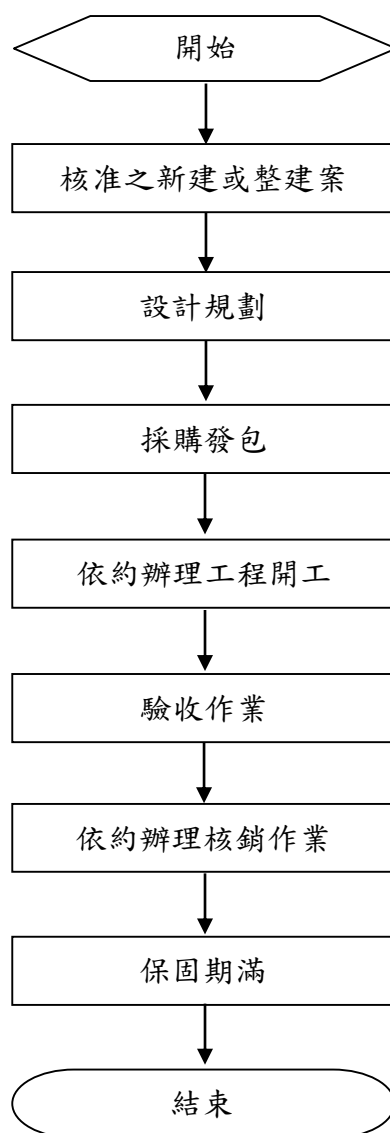 開始
核准之新建或整建案
設計規劃
採購發包
依約辦理工程開工
驗收作業
依約辦理核銷作業
保固期滿
結束